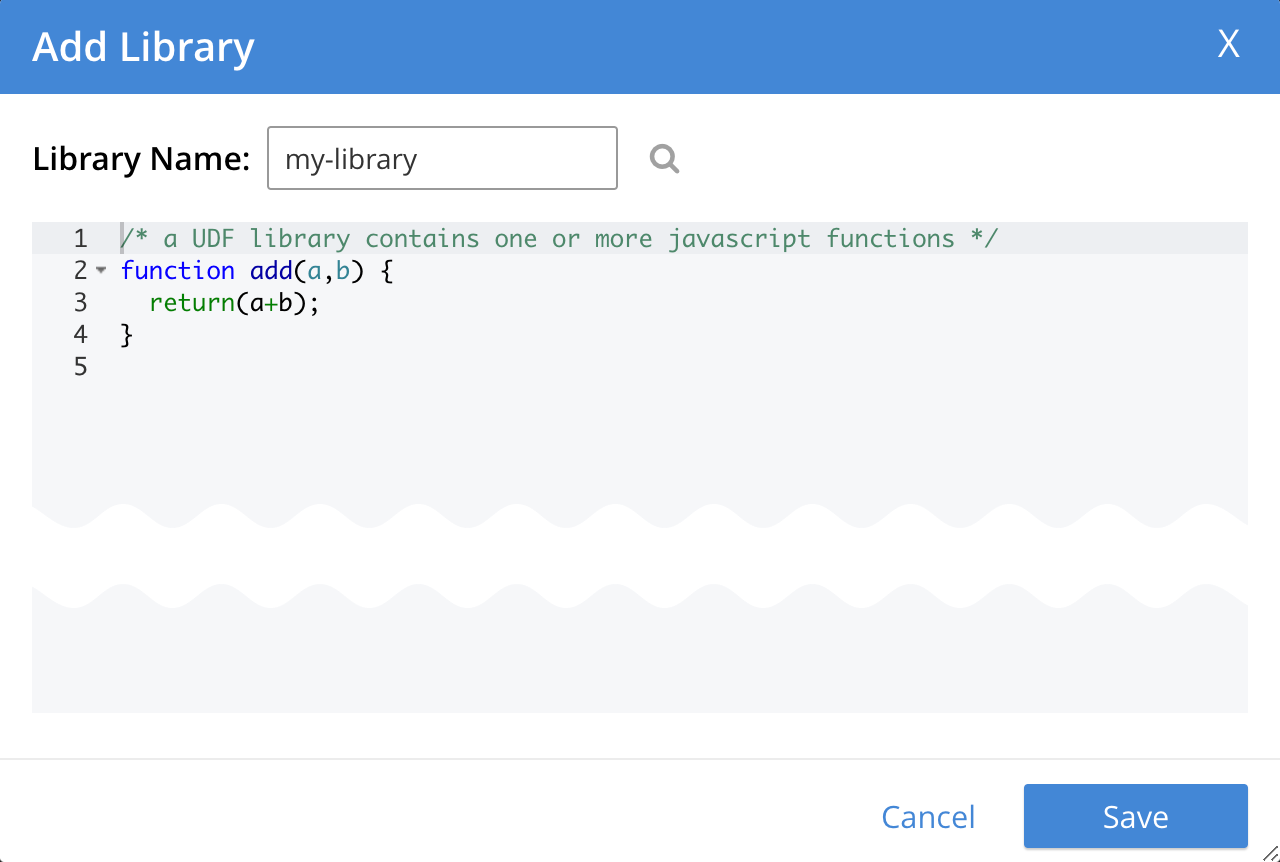 Add Library X
Library Name: my-library
1 /* a UDF library contains one or more javascript functions */
2 function add(a,b) {
3   return(a+b);
4 }
5
Cancel Save